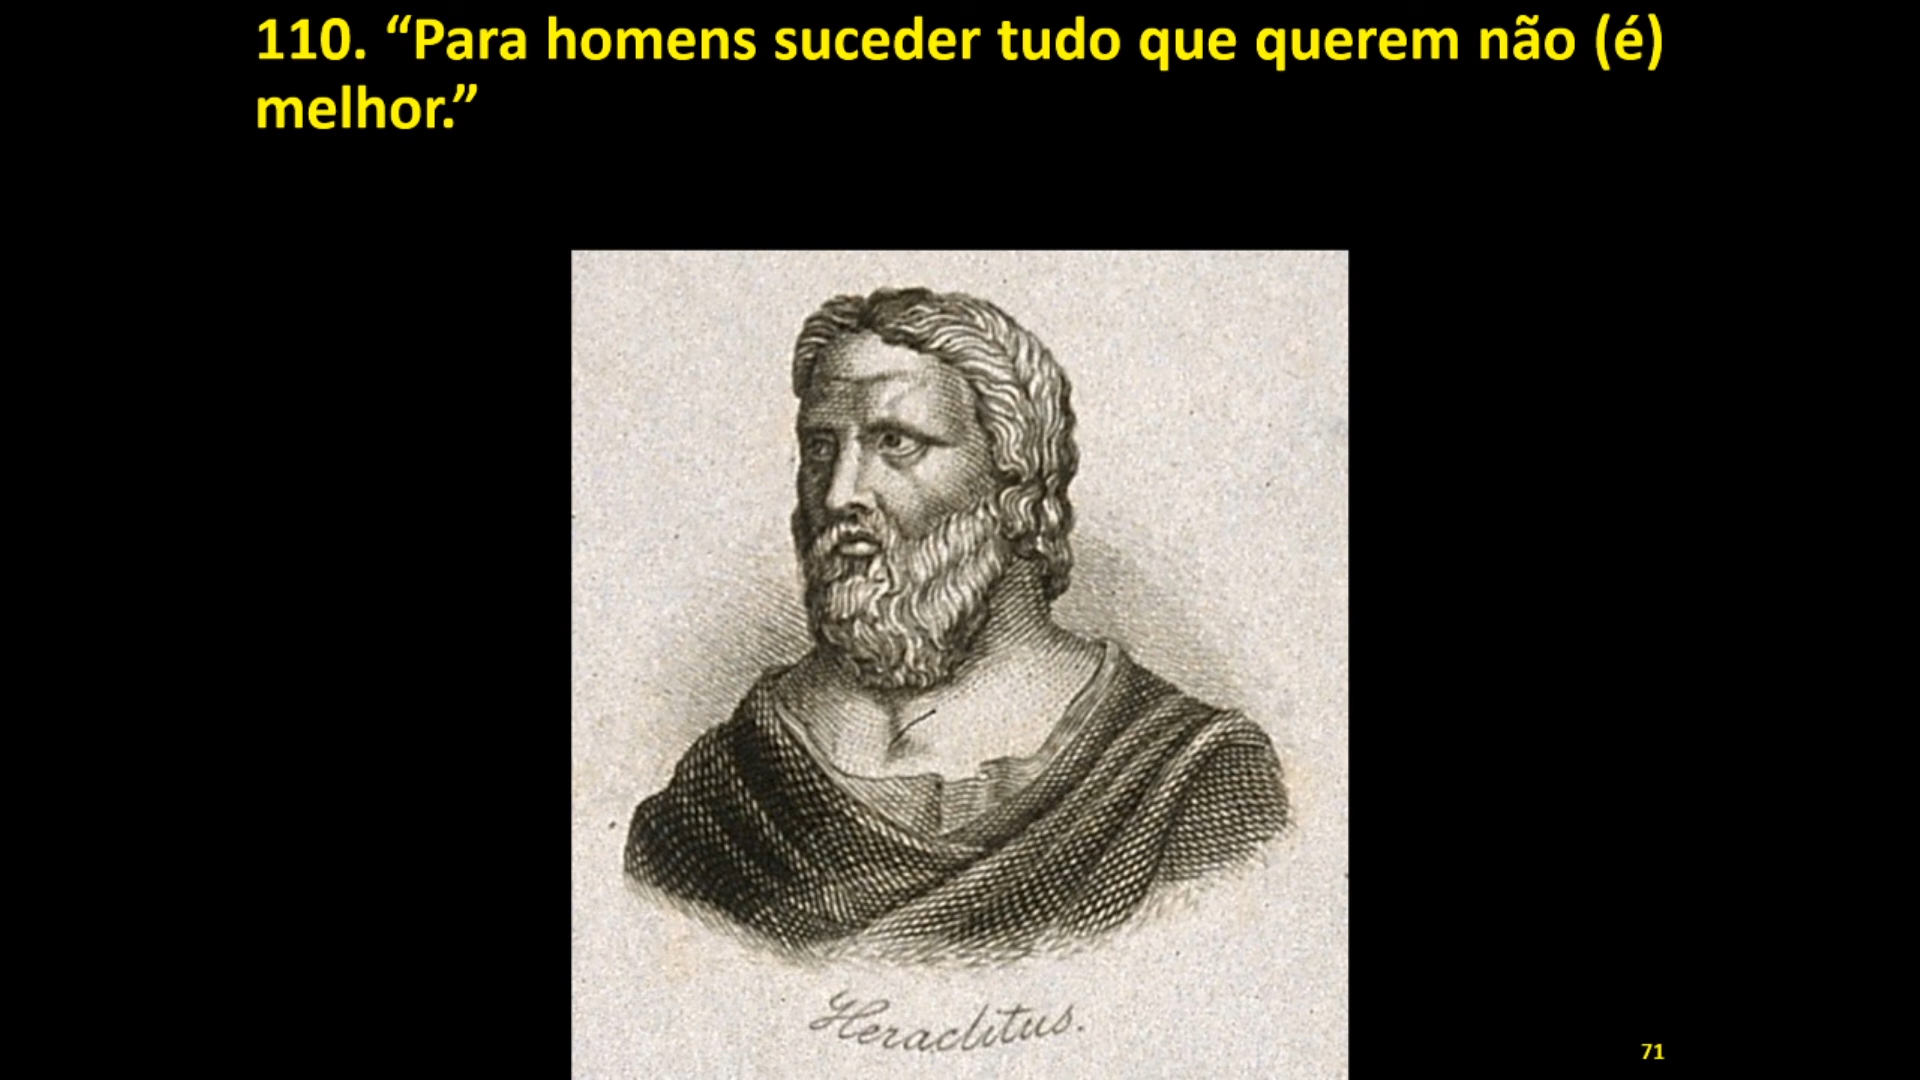 110. “Para homens suceder tudo que querem não (é)
melhor.”
Heraclitus.
71